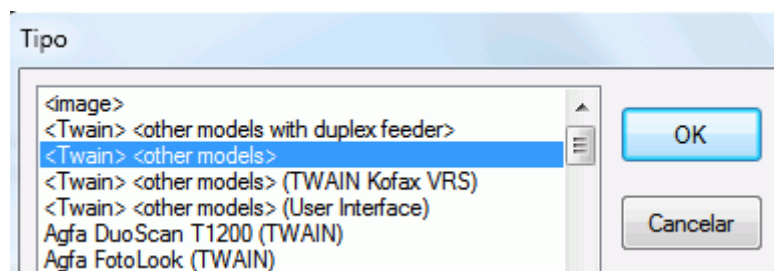 Tipo
<image>
<Twain> <other models with duplex feeder>
<Twain> <other models>
<Twain> <other models> (TWAIN Kofax VRS)
<Twain> <other models> (User Interface)
Agfa DuoScan T1200 (TWAIN)
Agfa FotoLook (TWAIN)
OK
Cancelar